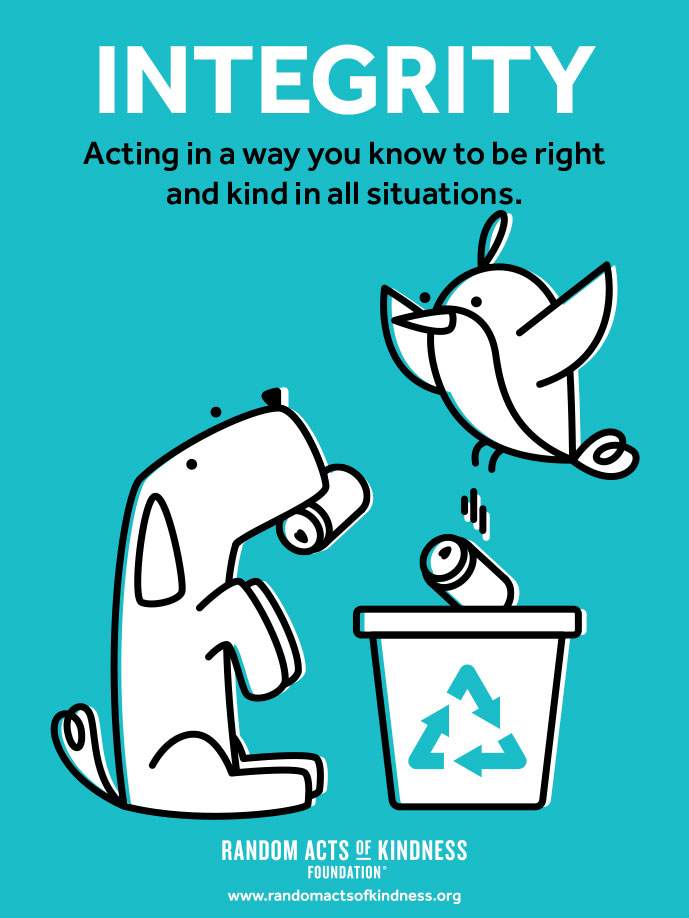 INTEGRITY
Acting in a way you know to be right
and kind in all situations.
RANDOM ACTS OF KINDNESS
FOUNDATION®
www.randomactsofkindness.org